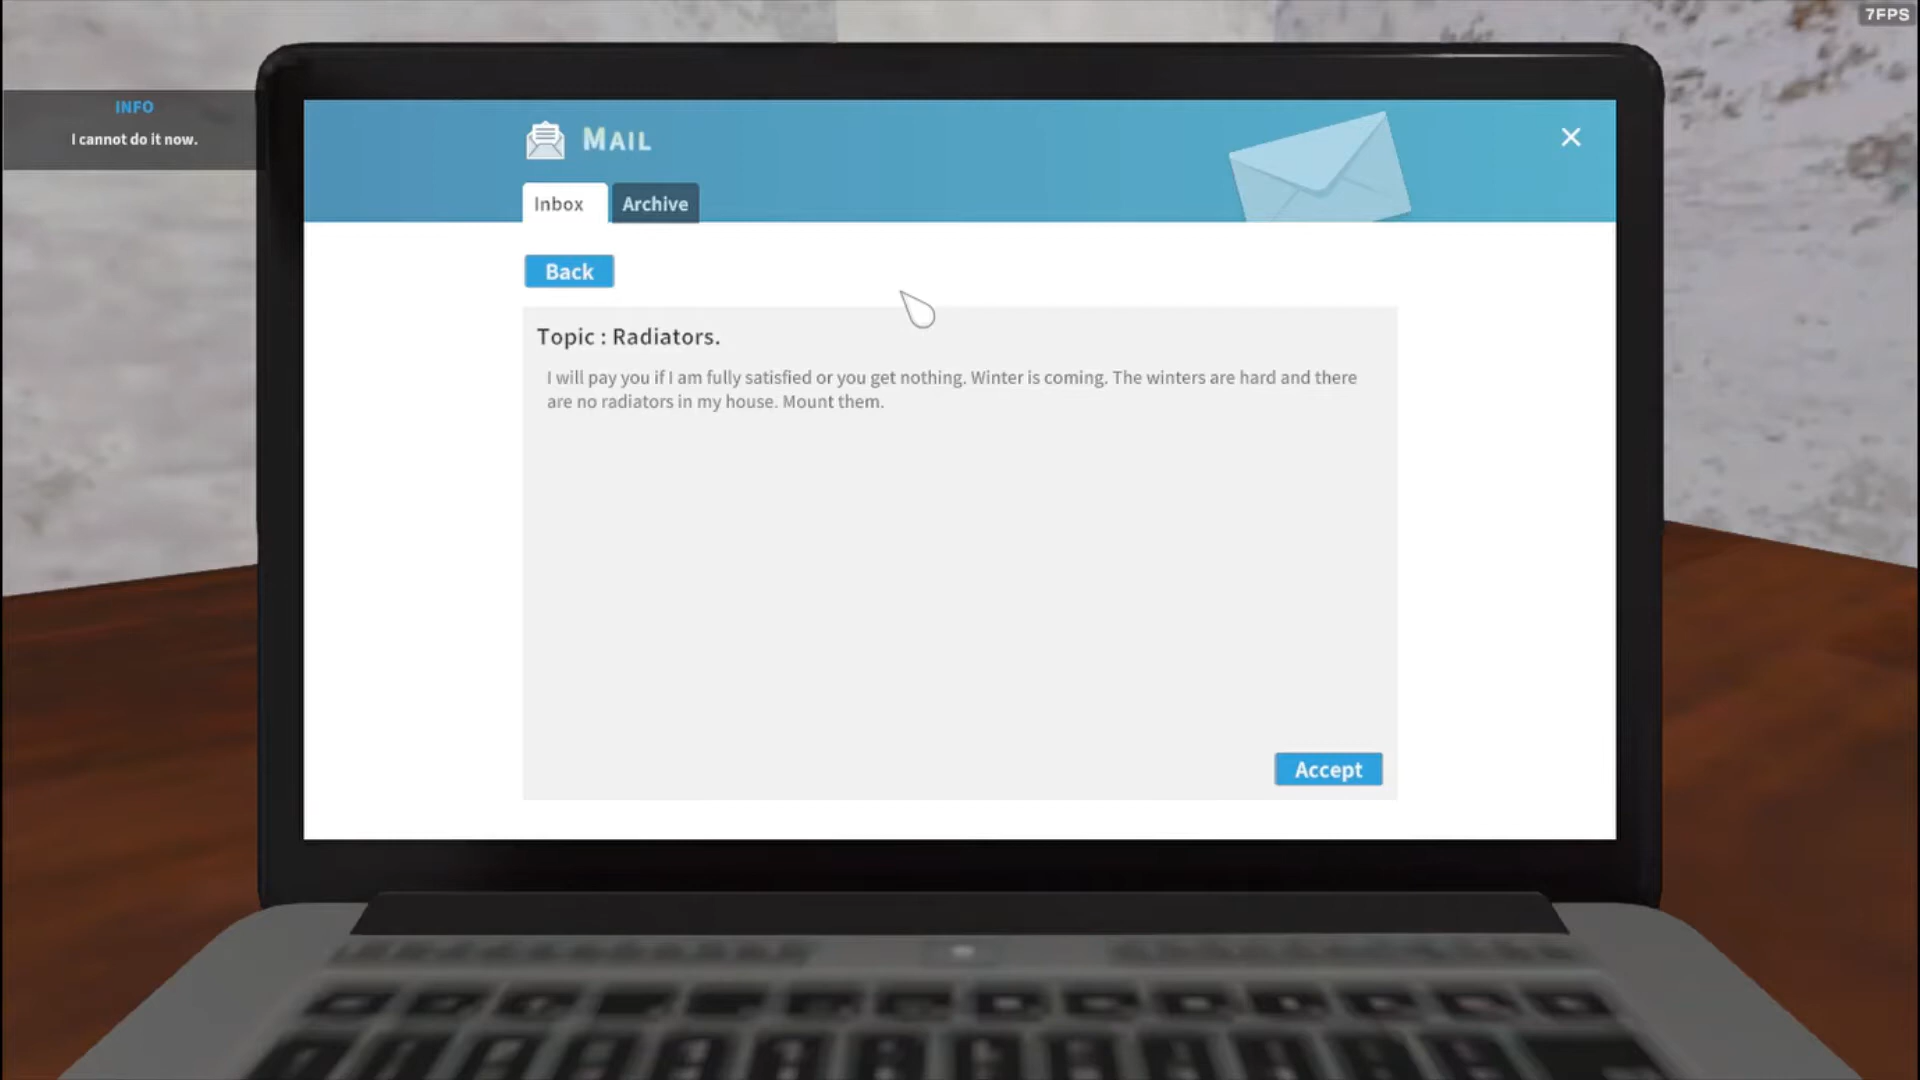 7FPS
INFO
I cannot do it now.
MAIL
Inbox
Archive
Back
Topic : Radiators.
I will pay you if I am fully satisfied or you get nothing. Winter is coming. The winters are hard and there
are no radiators in my house. Mount them.
Accept